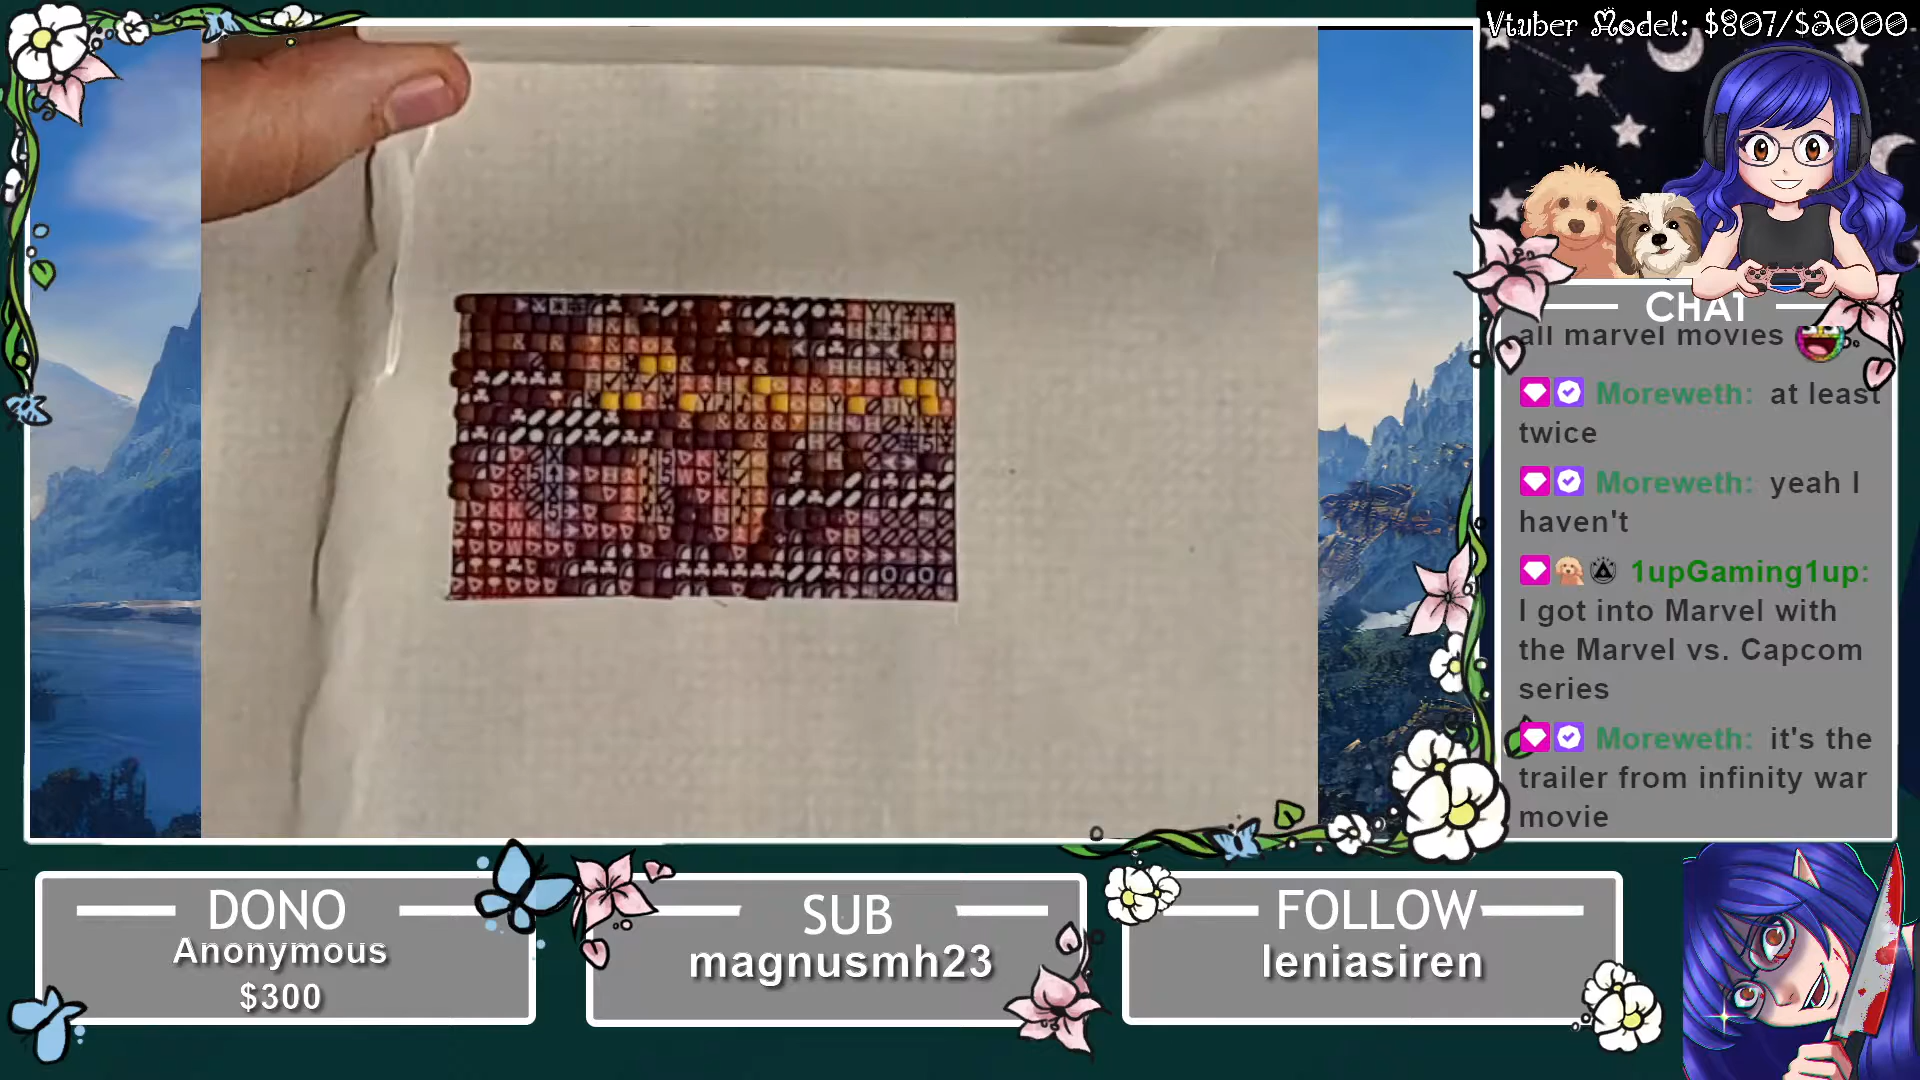 Vtuber Model: $807/$2000
CHAT
all marvel movies
Moreweth: at least
twice
Moreweth: yeah I
haven't
1upGaming1up:
I got into Marvel with
the Marvel vs. Capcom
series
Moreweth: it's the
trailer from infinity war
movie
DONO
Anonymous
$300
SUB
magnusmh23
FOLLOW
leniasiren